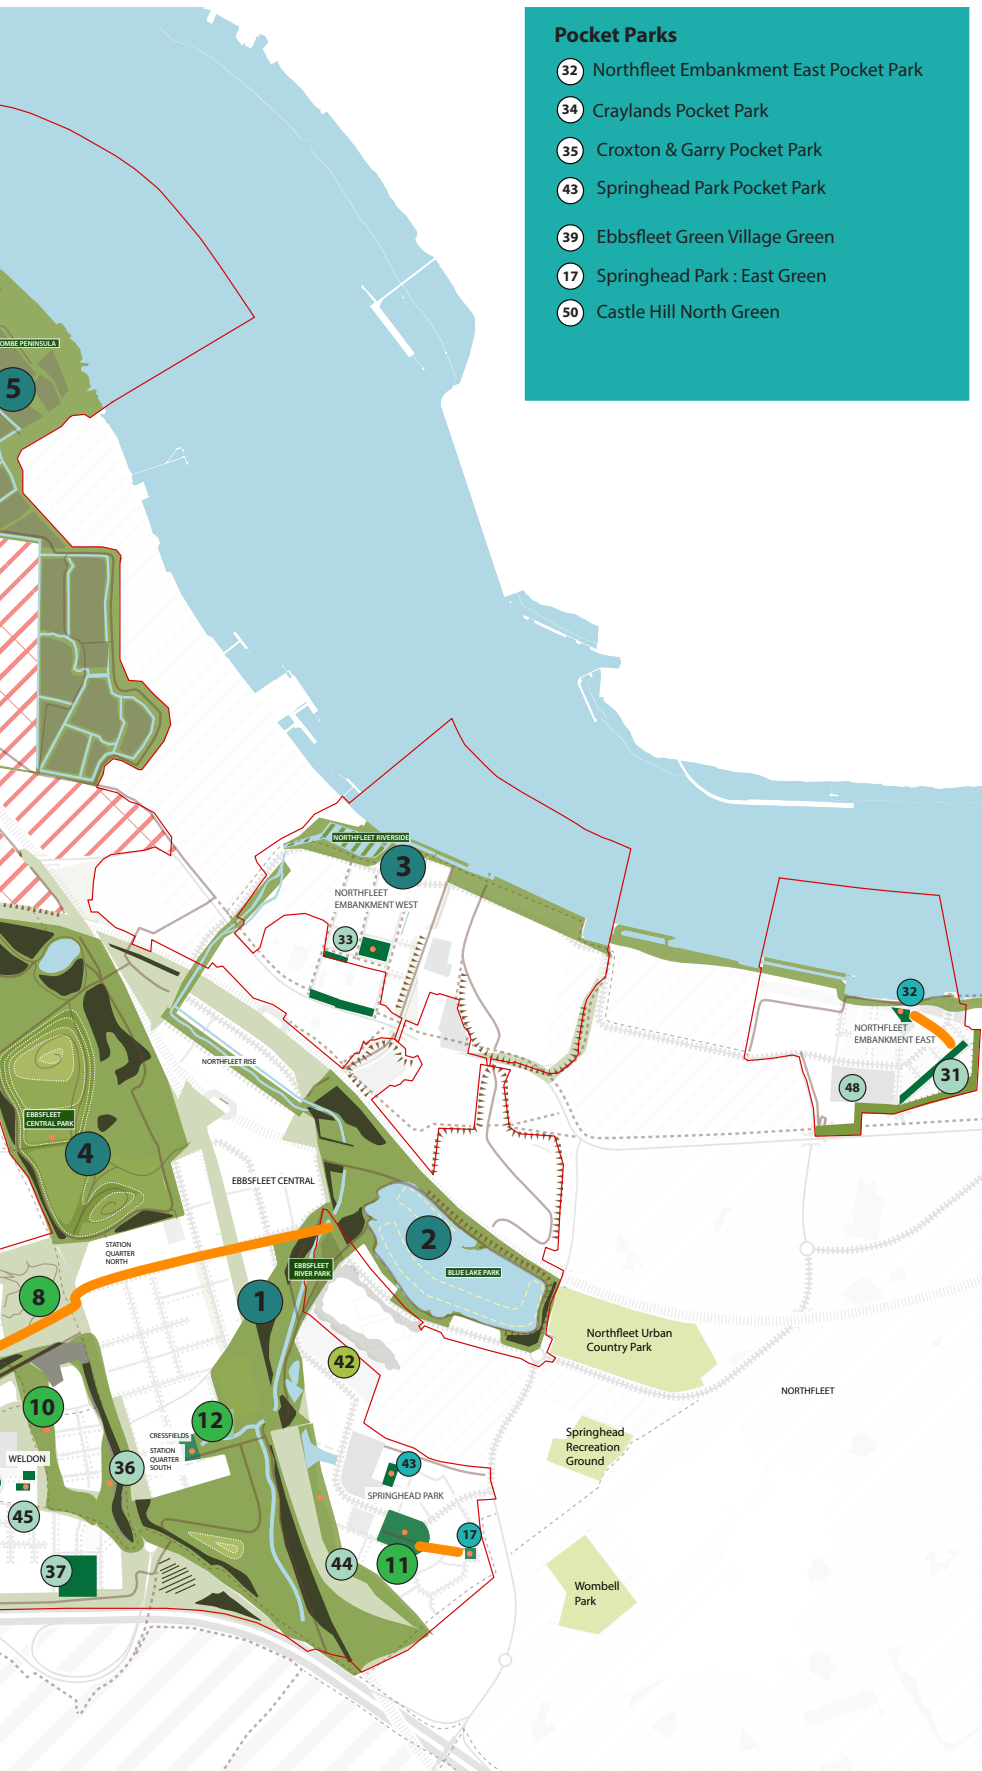 Pocket Parks
32 Northfleet Embankment East Pocket Park
34 Craylands Pocket Park
35 Croxton & Garry Pocket Park
43 Springhead Park Pocket Park
39 Ebbsfleet Green Village Green
17 Springhead Park : East Green
50 Castle Hill North Green
OMBE PENINSULA
5
NORTHFLEET RIVERSIDE
3
NORTHFLEET
EMBANKMENT WEST
33
32
NORTHFLEET
EMBANKMENT EAST
31
48
NORTHFLEET RISE
EBBSFLEET
CENTRAL PARK
4
EBBSFLEET CENTRAL
STATION
QUARTER
NORTH
2
BLUE LAKE PARK
EBBSFLEET
RIVER PARK
8
1
Northfleet Urban
Country Park
42
NORTHFLEET
10
12
CRESSFIELDS
STATION
QUARTER
SOUTH
Springhead
Recreation
Ground
WELDON
36
43
SPRINGHEAD PARK
45
17
37
44
11
Wombell
Park